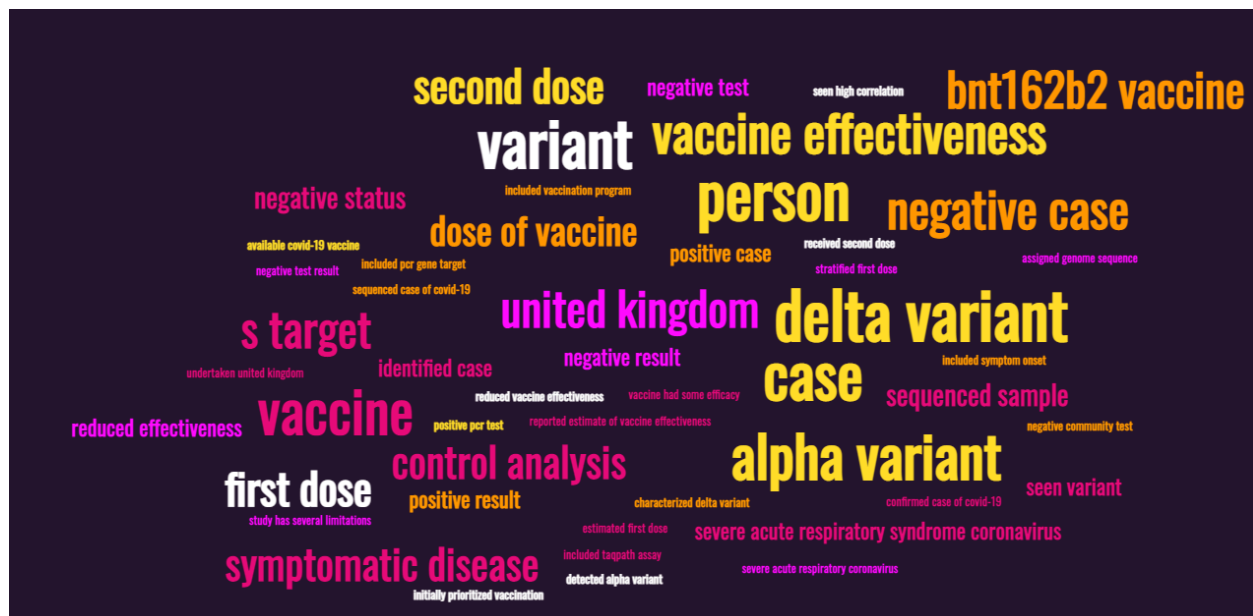 second dose
negative test
seen high correlation
bnt162b2 vaccine
variant
vaccine effectiveness
negative status
included vaccination program
person
negative case
available covid-19 vaccine
dose of vaccine
positive case
received second dose
negative test result
included pcr gene target
stratified first dose
assigned genome sequence
sequenced case of covid-19
united kingdom
delta variant
s target
negative result
included symptom onset
undertaken united kingdom
identified case
case
reduced vaccine effectiveness
vaccine had some efficacy
sequenced sample
reduced effectiveness
vaccine
positive pcr test
reported estimate of vaccine effectiveness
negative community test
control analysis
alpha variant
first dose
positive result
characterized delta variant
confirmed case of covid-19
seen variant
study has several limitations
estimated first dose
severe acute respiratory syndrome coronavirus
symptomatic disease
included taqpath assay
detected alpha variant
severe acute respiratory coronavirus
initially prioritized vaccination